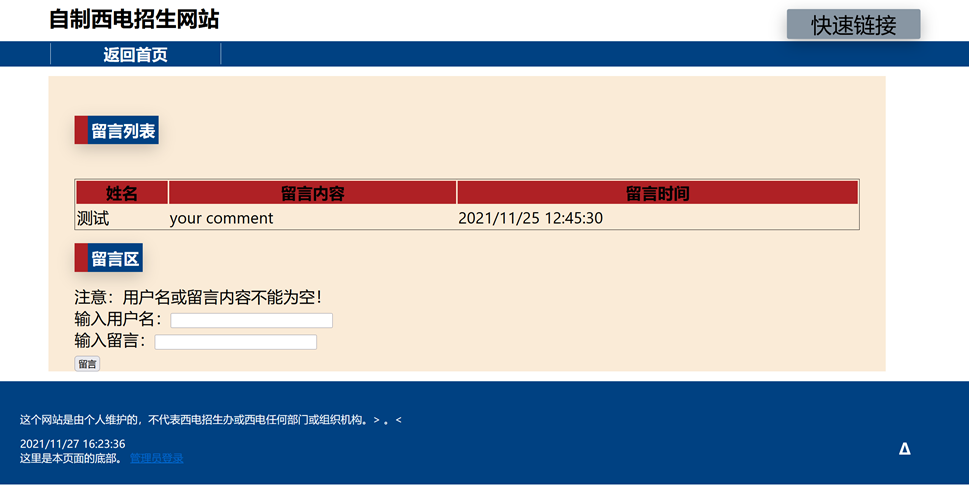 自制西电招生网站
快速链接
返回首页
留言列表
姓名 留言内容 留言时间
测试 your comment 2021/11/25 12:45:30
留言区
注意：用户名或留言内容不能为空！
输入用户名：
输入留言：
留言
这个网站是由个人维护的，不代表西电招生办或西电任何部门或组织机构。> 。<
2021/11/27 16:23:36
这里是本页面的底部。 管理员登录
Δ